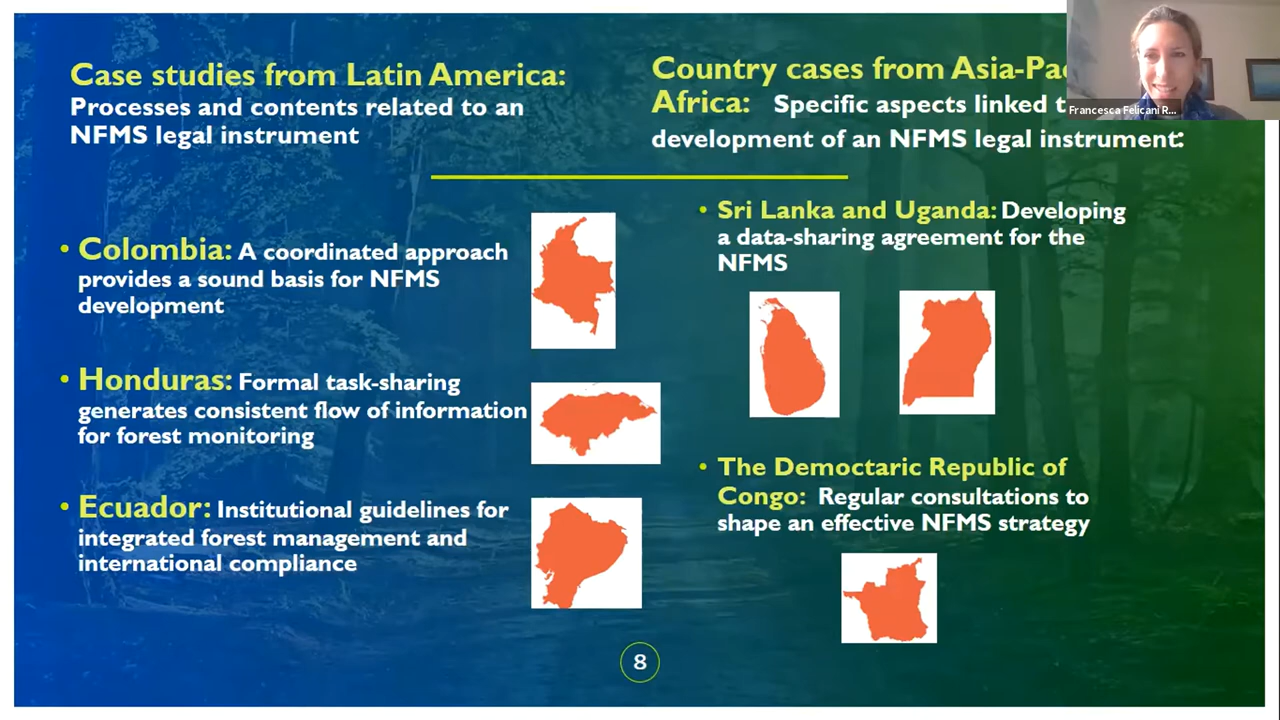 Case studies from Latin America:
Processes and contents related to an
NFMS legal instrument
Country cases from Asia-Pac
Africa: Specific aspects linked t
development of an NFMS legal instrument:
Francesca Felicani R...
• Colombia: A coordinated approach
provides a sound basis for NFMS
development
• Honduras: Formal task-sharing
generates consistent flow of information
for forest monitoring
• Ecuador: Institutional guidelines for
integrated forest management and
international compliance
• Sri Lanka and Uganda: Developing
a data-sharing agreement for the
NFMS
• The Democtaric Republic of
Congo: Regular consultations to
shape an effective NFMS strategy
8